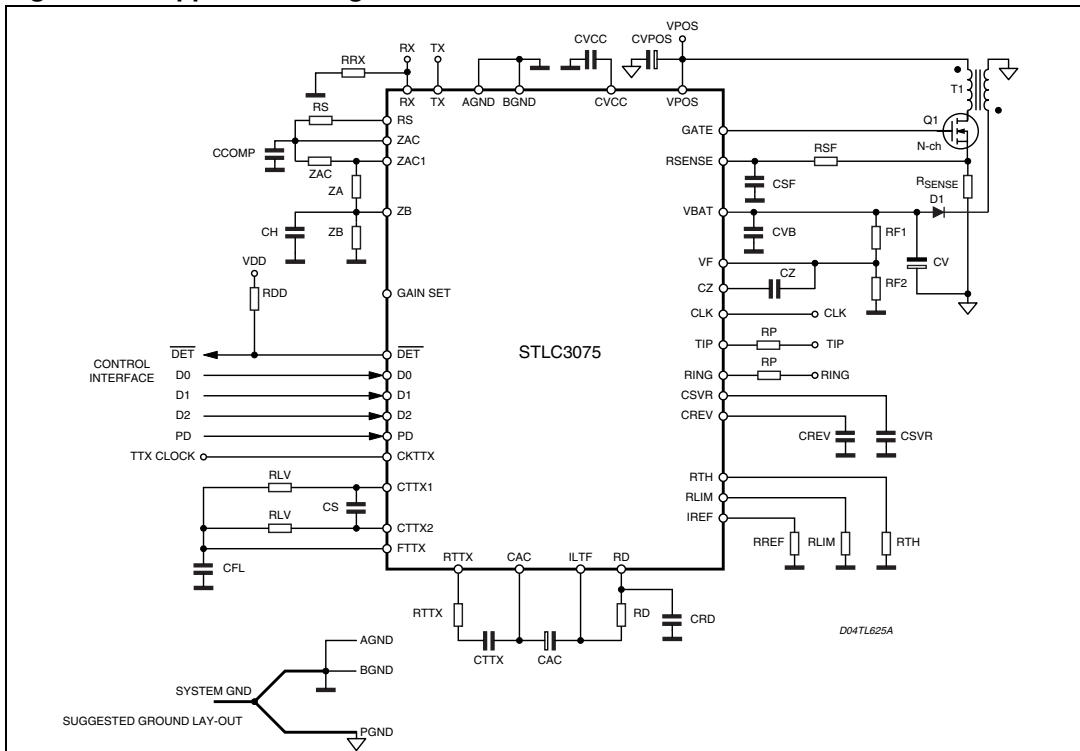 VPOS
RX TX CVCC CVPOS
RRX
RX TX AGND BGND CVCC VPOS
T1
RS
RS
GATE
Q1
N-ch
ZAC
CCOMP
ZAC
ZAC1
RSENSE
RSF
CSF
RSENSE
ZA
D1
ZB
VBAT
CH
ZB
CVB
RF1
CV
VDD
VF
CZ
RDD
CZ
RF2
GAIN SET
CLK
CLK
STLC3075
TIP
RP
TIP
CONTROL
INTERFACE
DET
DET
D0
D0
RING
RP
RING
D1
D1
CSVR
D2
D2
CREV
CREV
CSVR
PD
PD
TTX CLOCK
CKTTX
RLV
CTTX1
RTH
CS
RLIM
RLV
CTTX2
IREF
FTTX
RREF
RLIM
RTH
CFL
RTTX CAC ILTF RD
RTTX
RD
CRD
CTTX
CAC
D04TL625A
AGND
BGND
SYSTEM GND
SUGGESTED GROUND LAY-OUT
PGND